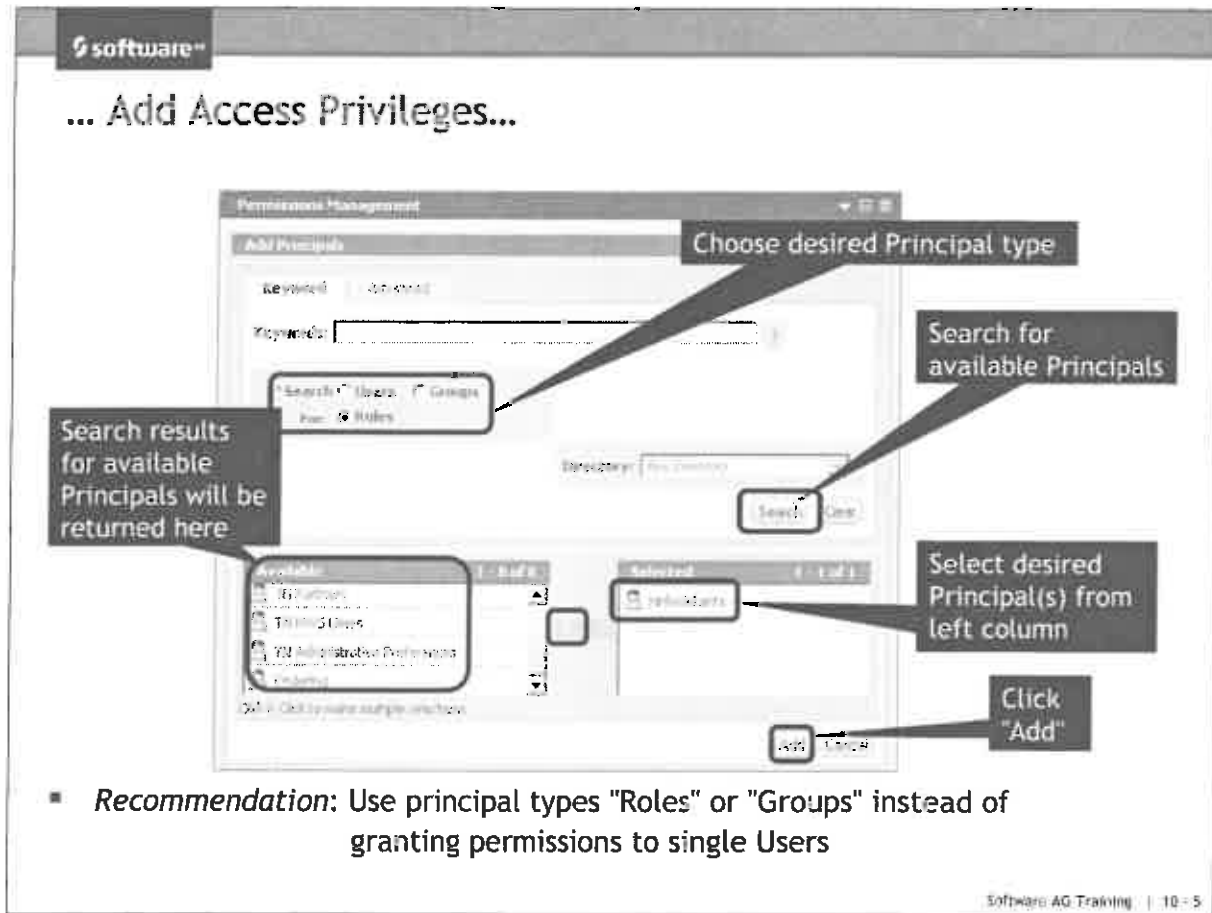 software
... Add Access Privileges...
Permissions Management
Add Principals
Choose desired Principal type
Keyword
Keywords:
Search for
available Principals
Search Users Groups
Roles
Search results
for available
Principals will be
returned here
Directory:
Search
Available
Selected
Select desired
Principal(s) from
left column
Click
"Add"
Add Cancel
▪ Recommendation: Use principal types "Roles" or "Groups" instead of
granting permissions to single Users
Software AG Training | 10 - 5